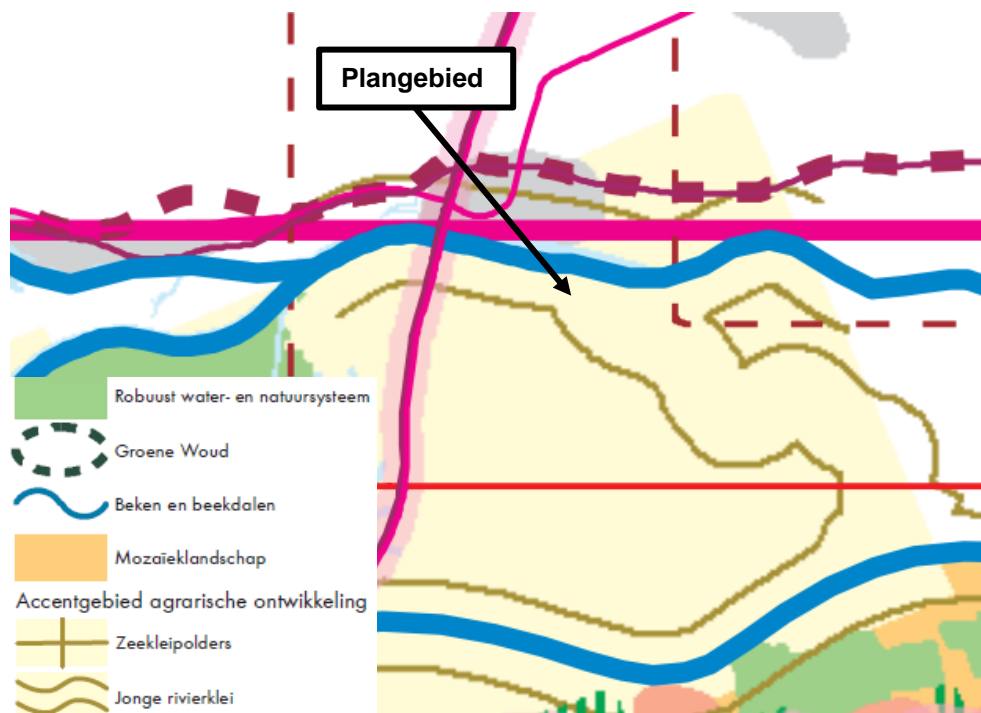 Plangebied
Robuust water- en natuursysteem
Groene Woud
Beken en beekdalen
Mozaïeklandschap
Accentgebied agrarische ontwikkeling
Zeekleipolders
Jonge rivierklei